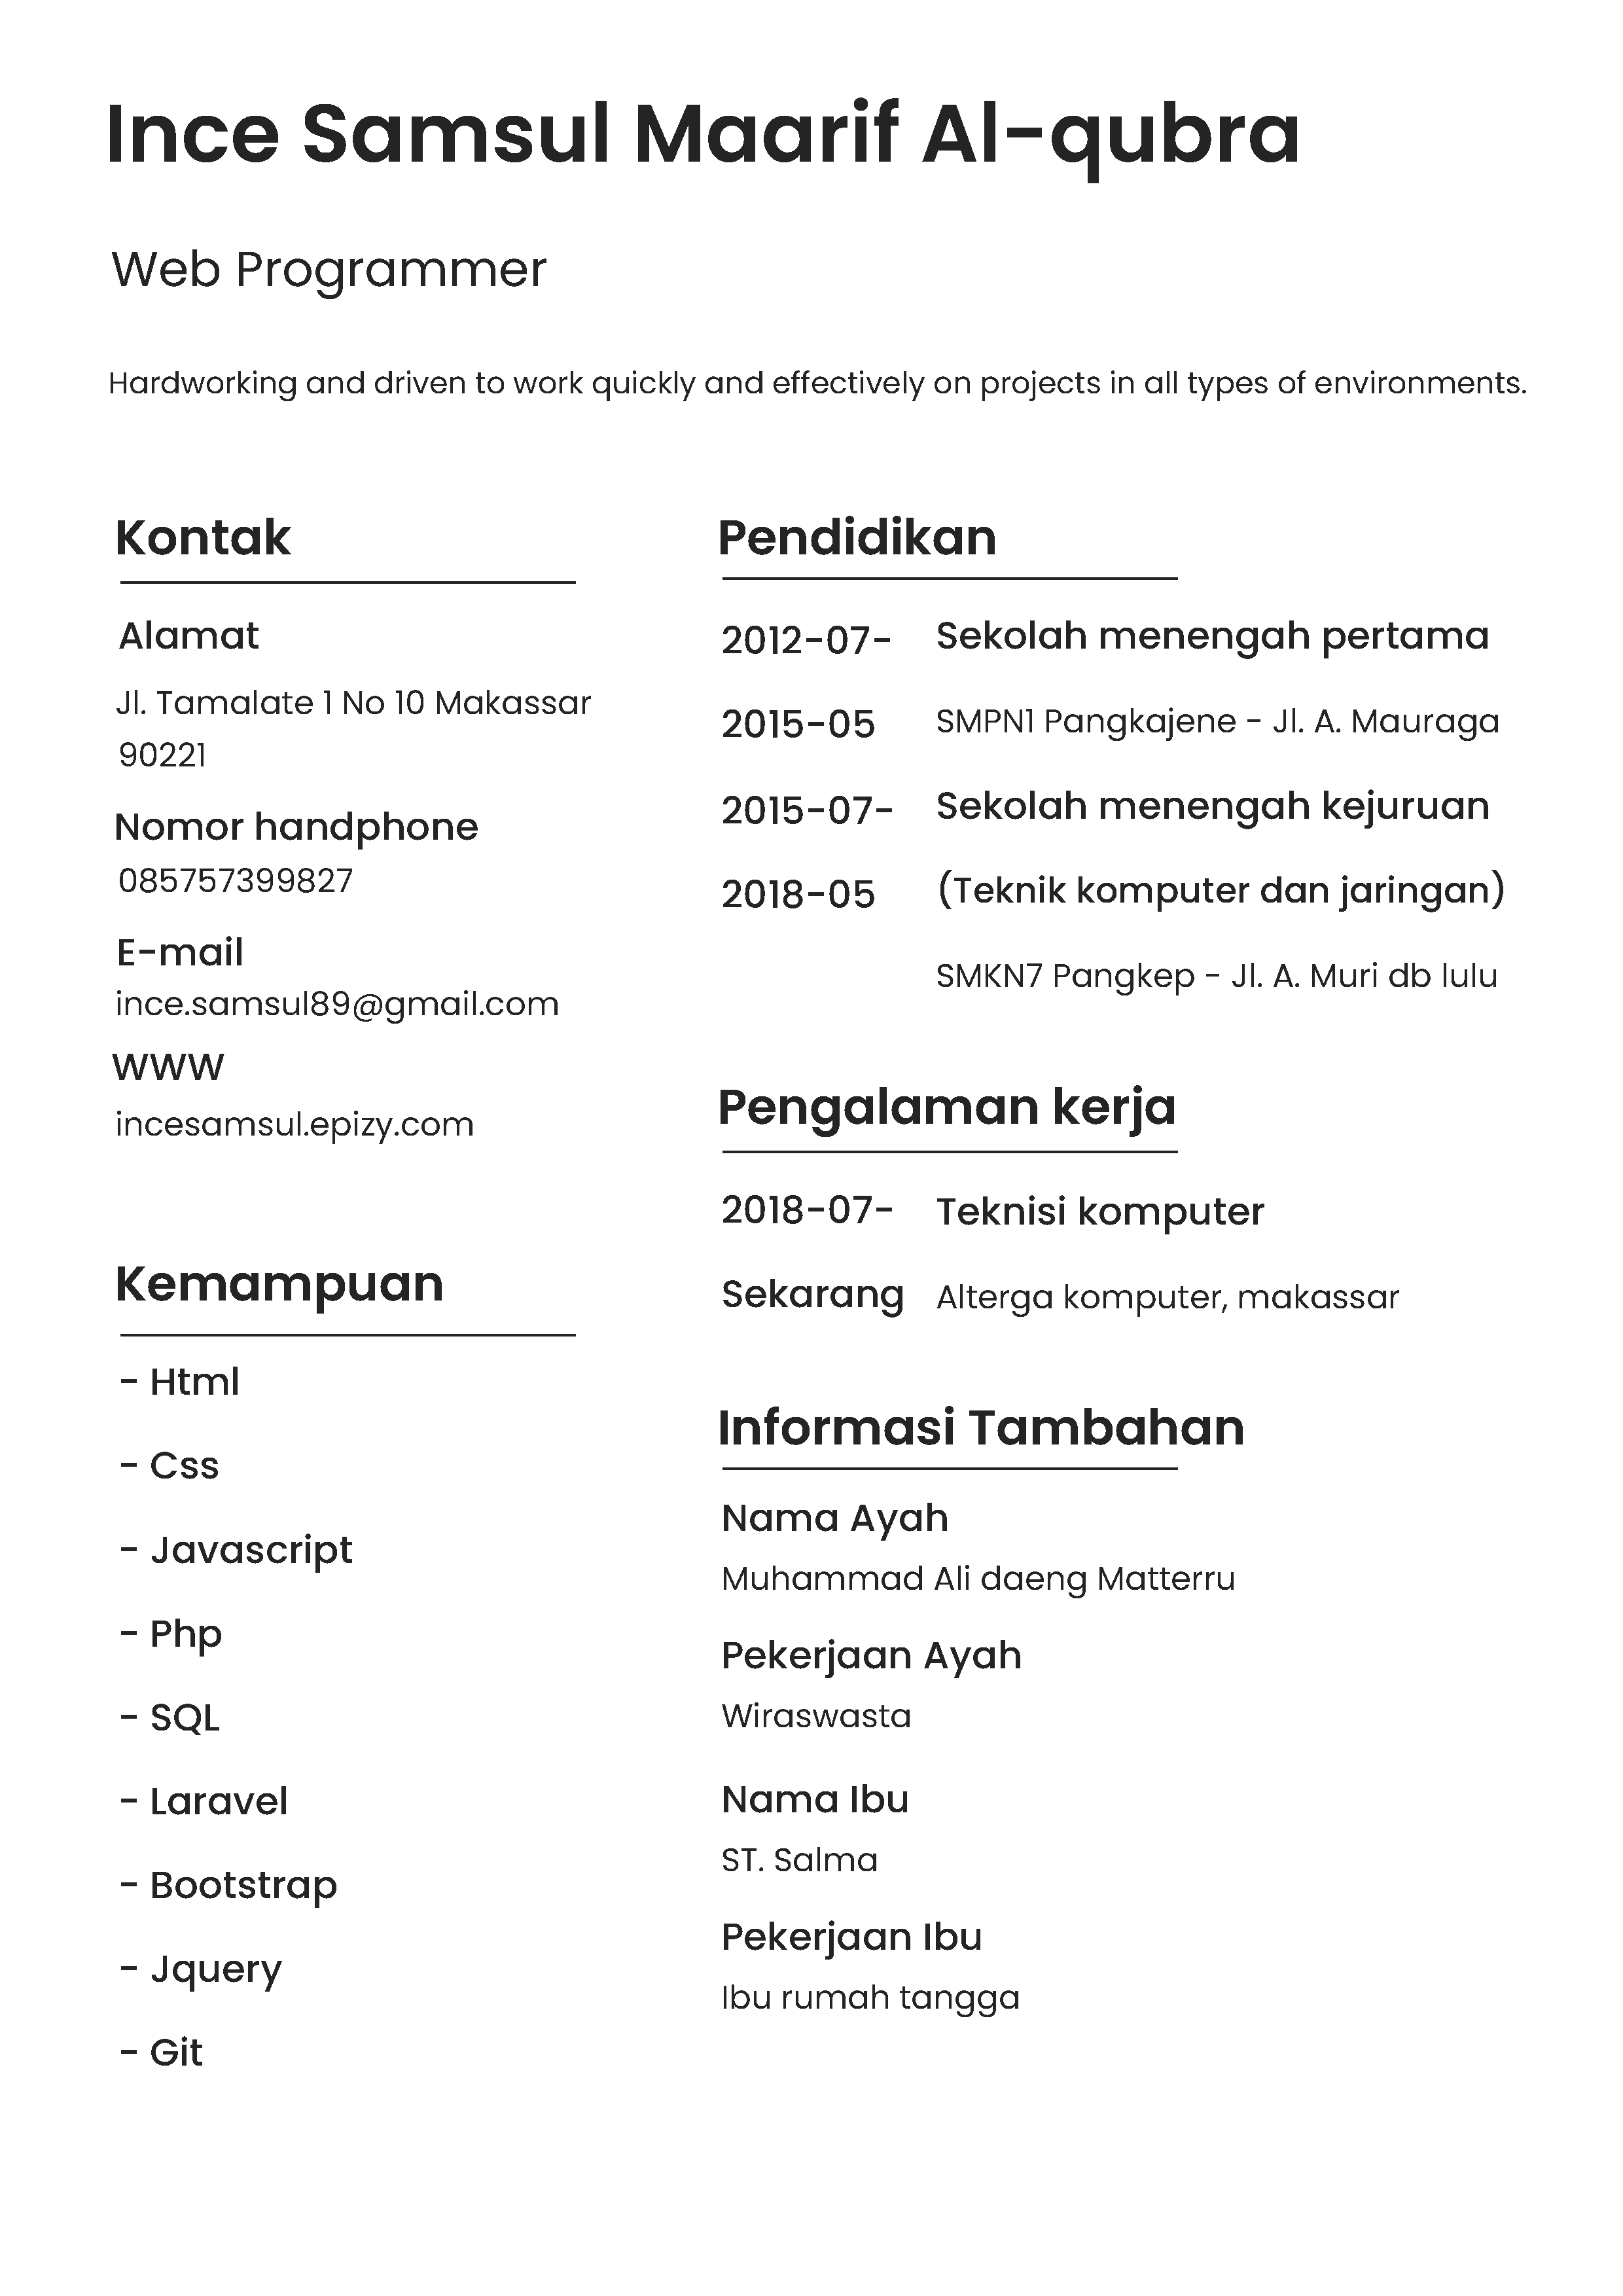 Ince Samsul Maarif Al-qubra
Web Programmer
Hardworking and driven to work quickly and effectively on projects in all types of environments.
Kontak
Alamat
Jl. Tamalate 1 No 10 Makassar
90221
Nomor handphone
085757399827
E-mail
ince.samsul89@gmail.com
WWW
incesamsul.epizy.com
Kemampuan
- Html
- Css
- Javascript
- Php
- SQL
- Laravel
- Bootstrap
- Jquery
- Git
Pendidikan
2012-07- Sekolah menengah pertama
2015-05 SMPN1 Pangkajene - Jl. A. Mauraga
2015-07- Sekolah menengah kejuruan
2018-05 (Teknik komputer dan jaringan)
SMKN7 Pangkep - Jl. A. Muri db lulu
Pengalaman kerja
2018-07- Teknisi komputer
Sekarang Alterga komputer, makassar
Informasi Tambahan
Nama Ayah
Muhammad Ali daeng Matterru
Pekerjaan Ayah
Wiraswasta
Nama Ibu
ST. Salma
Pekerjaan Ibu
Ibu rumah tangga